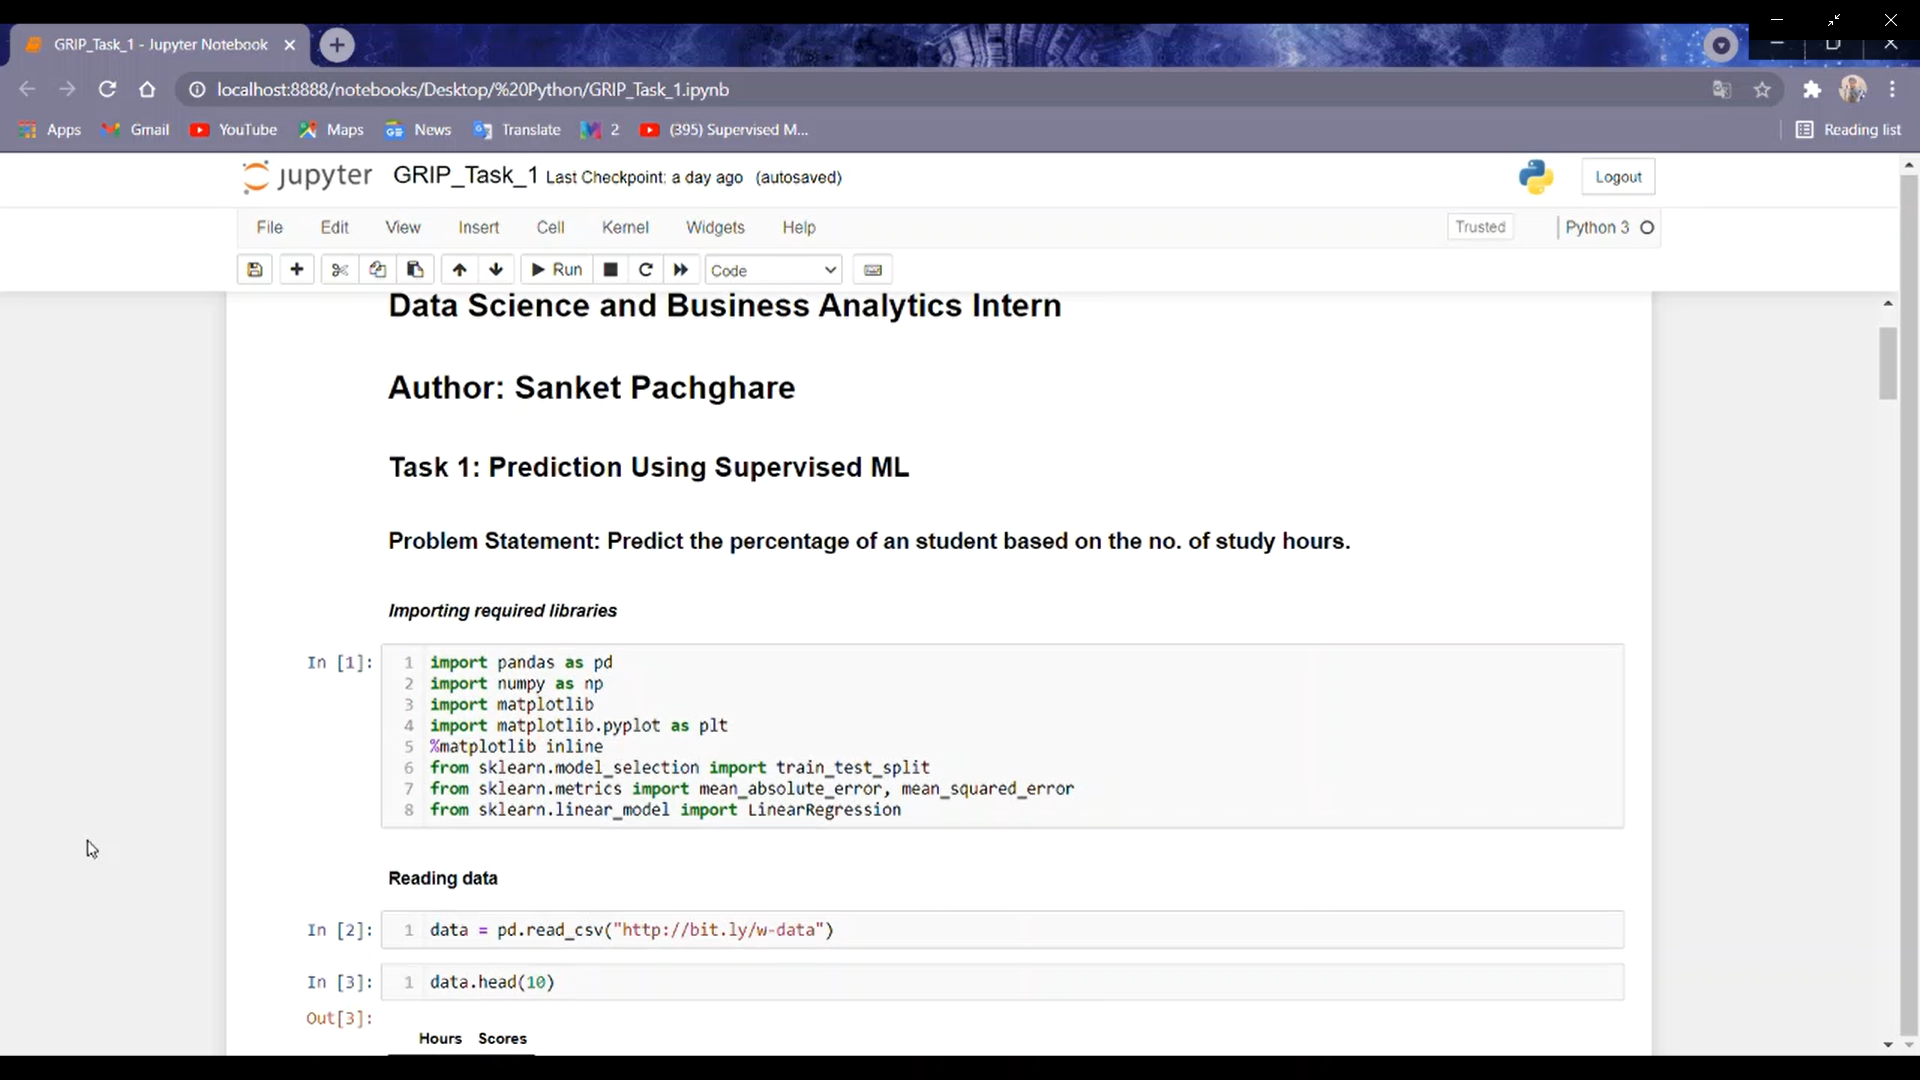 GRIP_Task_1 - Jupyter Notebook
localhost:8888/notebooks/Desktop/%20Python/GRIP_Task_1.ipynb
Apps Gmail YouTube Maps News Translate 2 (395) Supervised M... Reading list
jupyter GRIP_Task_1 Last Checkpoint: a day ago (autosaved) Logout
File Edit View Insert Cell Kernel Widgets Help Trusted Python 3
Run Code
Data Science and Business Analytics Intern
Author: Sanket Pachghare
Task 1: Prediction Using Supervised ML
Problem Statement: Predict the percentage of an student based on the no. of study hours.
Importing required libraries
In [1]: 1 import pandas as pd
2 import numpy as np
3 import matplotlib
4 import matplotlib.pyplot as plt
5 %matplotlib inline
6 from sklearn.model_selection import train_test_split
7 from sklearn.metrics import mean_absolute_error, mean_squared_error
8 from sklearn.linear_model import LinearRegression
Reading data
In [2]: 1 data = pd.read_csv("http://bit.ly/w-data")
In [3]: 1 data.head(10)
Out[3]:
Hours Scores